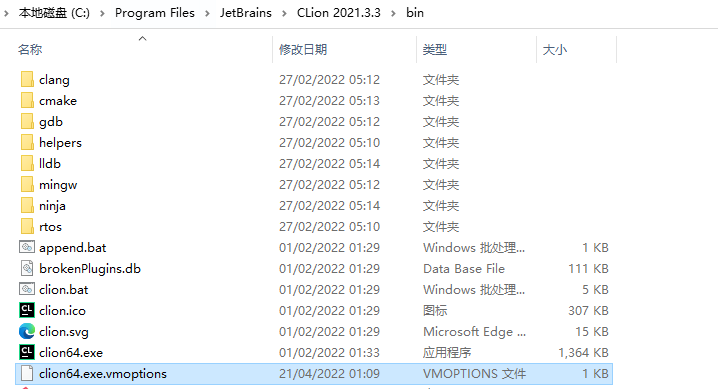 本地磁盘 (C:) > Program Files > JetBrains > CLion 2021.3.3 > bin
名称 修改日期 类型 大小
clang 27/02/2022 05:12 文件夹
cmake 27/02/2022 05:13 文件夹
gdb 27/02/2022 05:12 文件夹
helpers 27/02/2022 05:10 文件夹
lldb 27/02/2022 05:14 文件夹
mingw 27/02/2022 05:12 文件夹
ninja 27/02/2022 05:14 文件夹
rtos 27/02/2022 05:10 文件夹
append.bat 01/02/2022 01:29 Windows 批处理... 1 KB
brokenPlugins.db 01/02/2022 01:29 Data Base File 111 KB
clion.bat 01/02/2022 01:29 Windows 批处理... 5 KB
clion.ico 01/02/2022 01:29 图标 307 KB
clion.svg 01/02/2022 01:29 Microsoft Edge ... 15 KB
clion64.exe 01/02/2022 01:33 应用程序 1,364 KB
clion64.exe.vmoptions 21/04/2022 01:09 VMOPTIONS 文件 1 KB